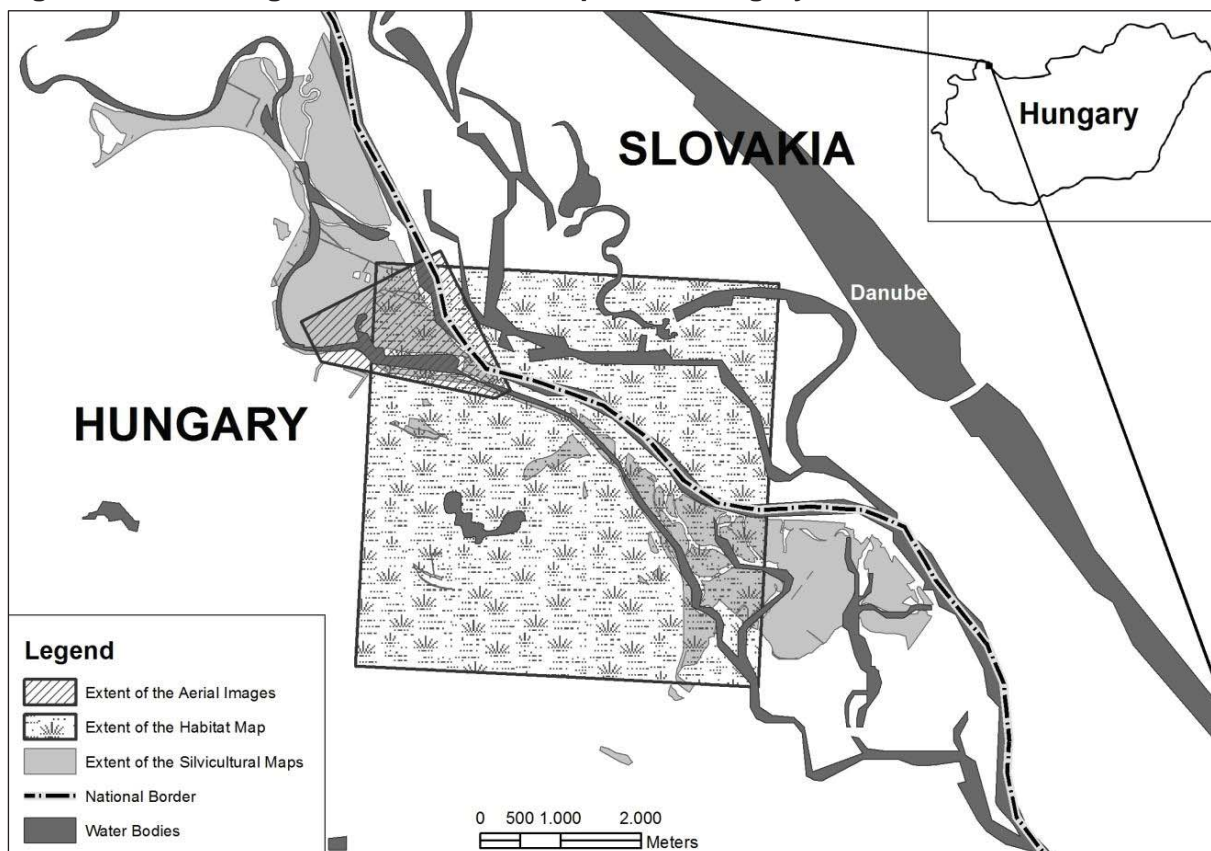 Hungary
SLOVAKIA
Danube
HUNGARY
Legend
Extent of the Aerial Images
Extent of the Habitat Map
Extent of the Silvicultural Maps
National Border
Water Bodies
0 500 1.000 2.000
Meters